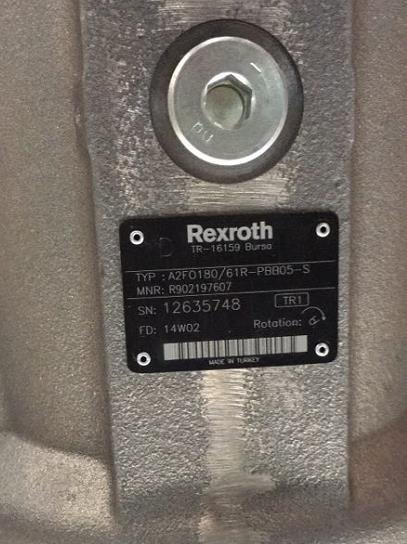 Rexroth
TR-16159 Bursa
TYP : A2FO180/61R-PBB05-S
MNR: R902197607
SN: 12635748
TR1
FD: 14W02
Rotation:
MADE IN TURKEY